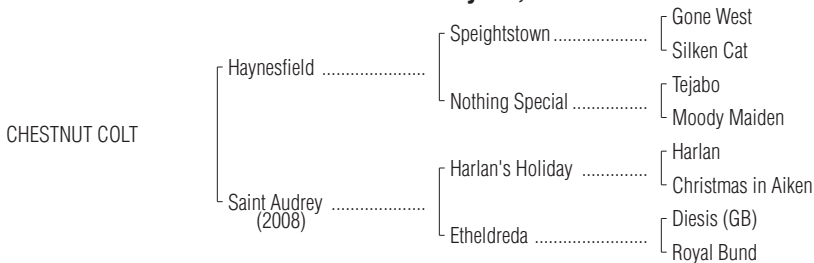 Gone West
Speightstown
Silken Cat
Haynesfield
Tejabo
Nothing Special
Moody Maiden
CHESTNUT COLT
Harlan
Harlan's Holiday
Christmas in Aiken
Saint Audrey
(2008)
Diesis (GB)
Etheldreda
Royal Bund